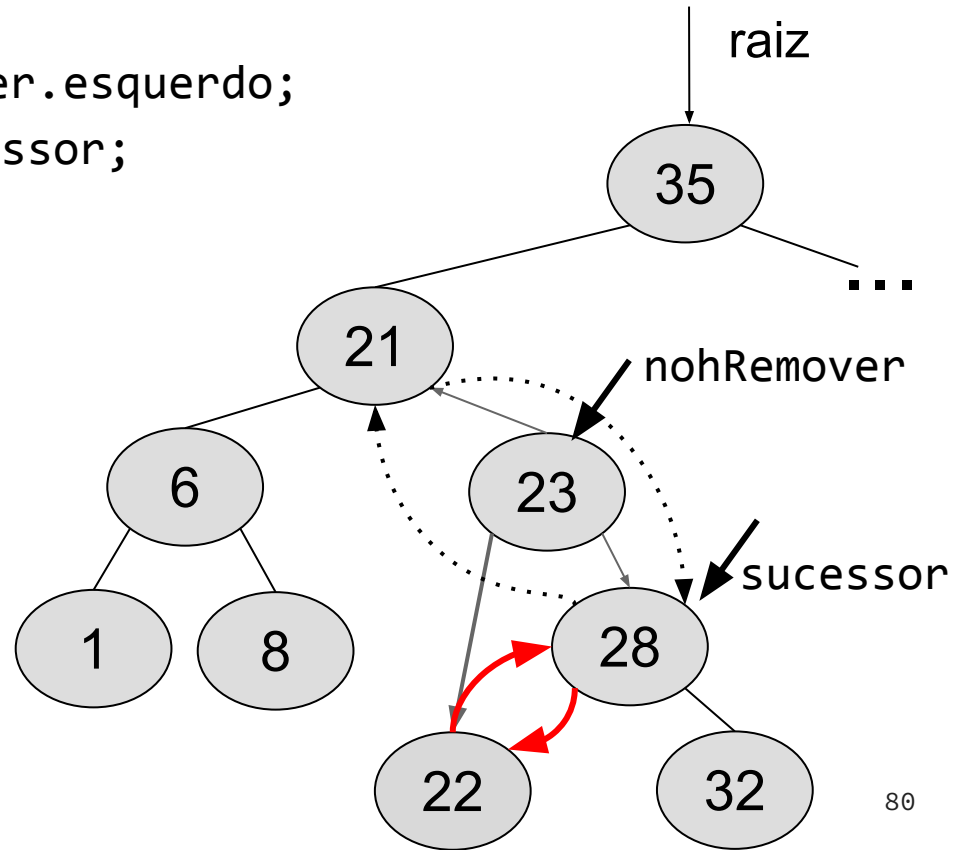 raiz
er.esquerdo;
ssor;
35
...
21
nohRemover
6
23
sucessor
1
8
28
22
32
80